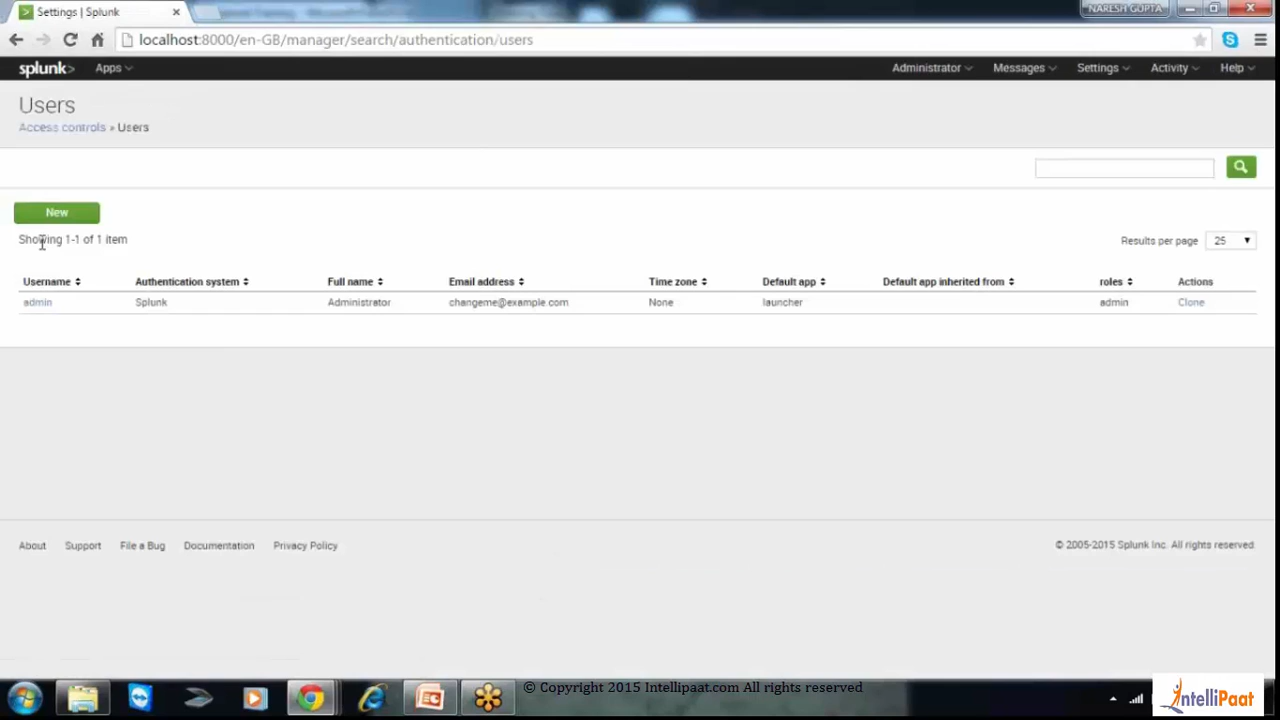 Settings | Splunk
NARESH GUPTA
localhost:8000/en-GB/manager/search/authentication/users
splunk> Apps Administrator Messages Settings Activity Help
Users
Access controls » Users
New
Showing 1-1 of 1 item
Results per page 25
Username Authentication system Full name Email address Time zone Default app Default app inherited from roles Actions
admin Splunk Administrator changeme@example.com None launcher admin Clone
About Support File a Bug Documentation Privacy Policy
© 2005-2015 Splunk Inc. All rights reserved.
© Copyright 2015 Intellipaat.com All rights reserved
IntelliPaat